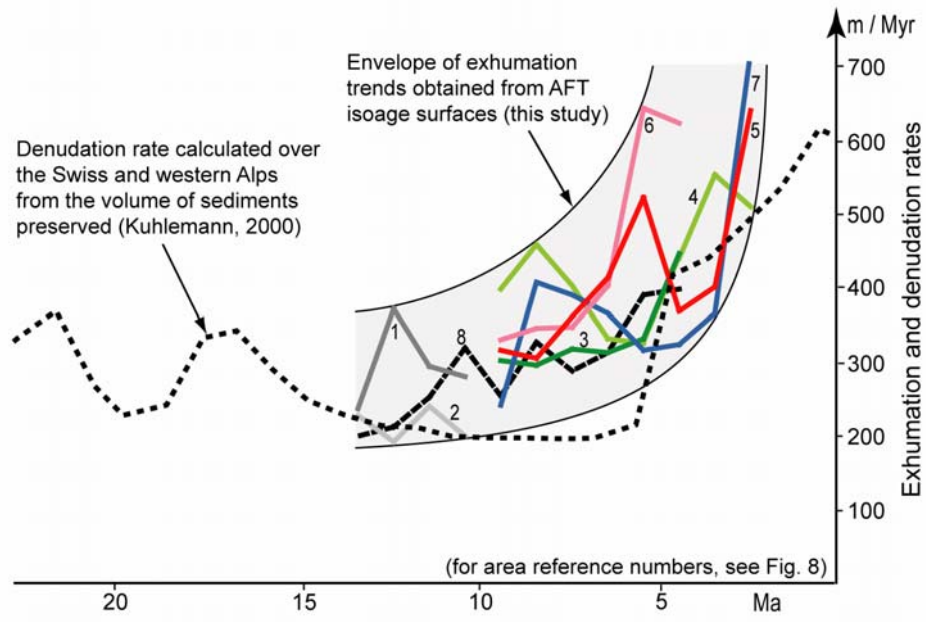 m / Myr
Envelope of exhumation
trends obtained from AFT
isoage surfaces (this study)
Denudation rate calculated over
the Swiss and western Alps
from the volume of sediments
preserved (Kuhlemann, 2000)
700
600
500
400
300
200
100
Exhumation and denudation rates
1
2
3
4
5
6
7
8
(for area reference numbers, see Fig. 8)
20
15
10
5
Ma